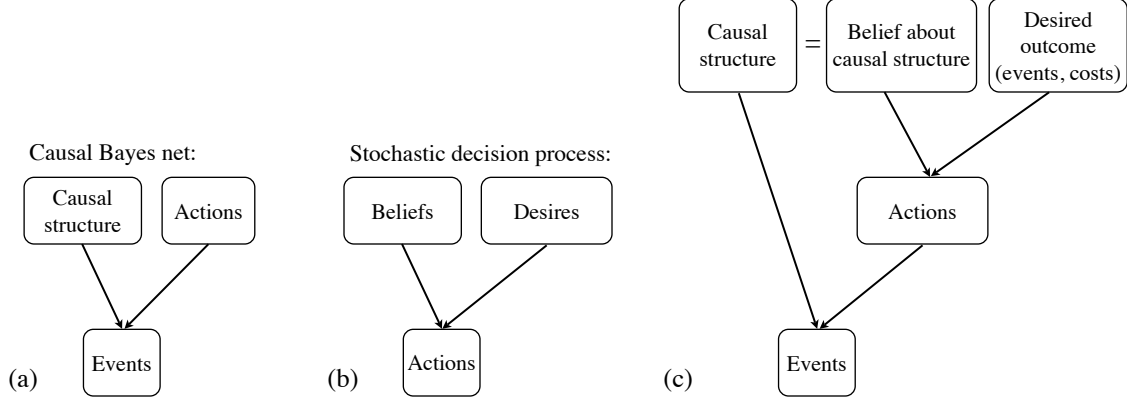 Causal Bayes net:
Causal
structure
Actions
Events
(a)
Stochastic decision process:
Beliefs
Desires
Actions
(b)
Causal
structure
=
Belief about
causal structure
Desired
outcome
(events, costs)
Actions
Events
(c)